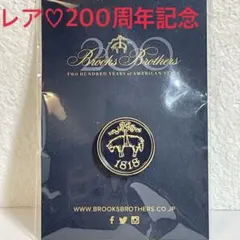 レア♡200周年記念
200
Brooks Brothers
TWO HUNDRED YEARS of AMERICAN STYLE
1818
WWW.BROOKSBROTHERS.CO.JP